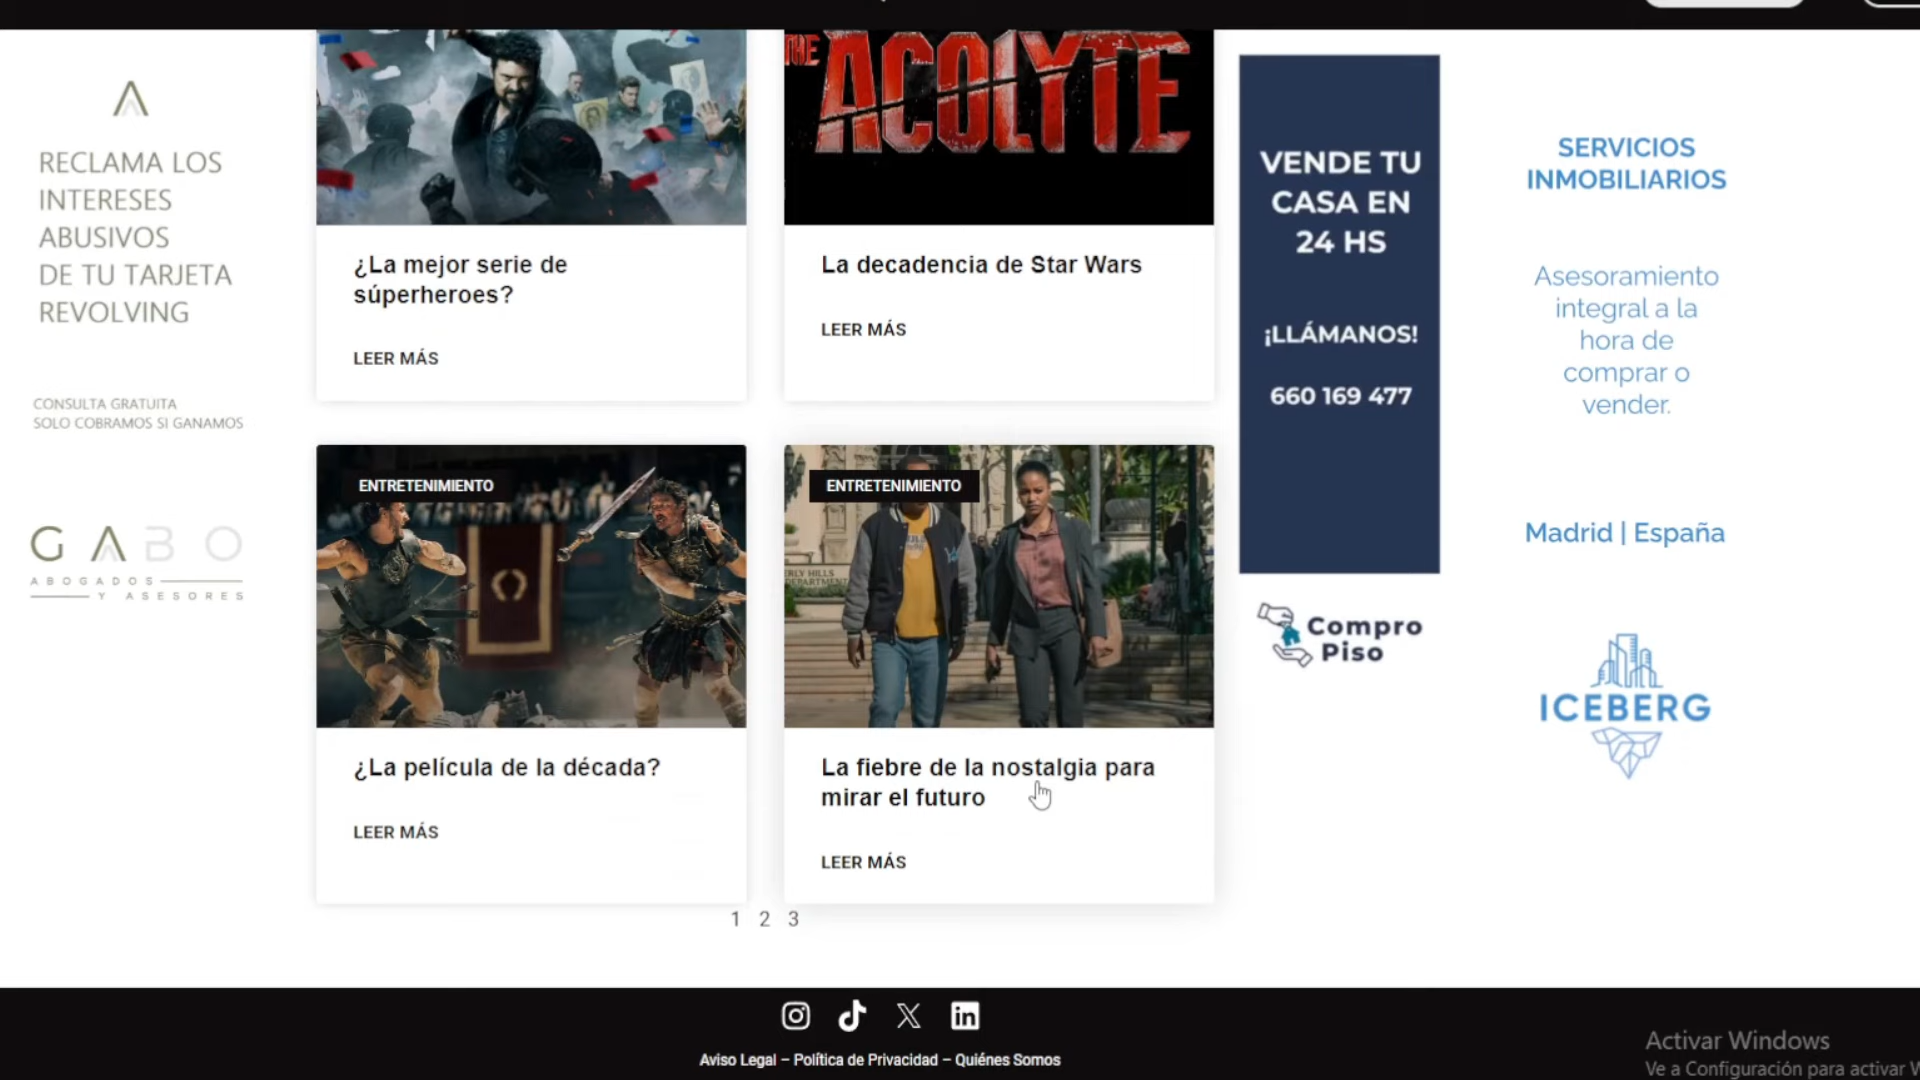 RECLAMA LOS
INTERESES
ABUSIVOS
DE TU TARJETA
REVOLVING
CONSULTA GRATUITA
SOLO COBRAMOS SI GANAMOS
GABO
ABOGADOS
Y ASESORES
¿La mejor serie de
súperheroes?
LEER MÁS
THE ACOLYTE
La decadencia de Star Wars
LEER MÁS
ENTRETENIMIENTO
¿La película de la década?
LEER MÁS
ENTRETENIMIENTO
ERLY HILLS
DEPARTMENT
La fiebre de la nostalgia para
mirar el futuro
LEER MÁS
1 2 3
VENDE TU
CASA EN
24 HS
¡LLÁMANOS!
660 169 477
Compro
Piso
SERVICIOS
INMOBILIARIOS
Asesoramiento
integral a la
hora de
comprar o
vender.
Madrid | España
ICEBERG
Aviso Legal – Política de Privacidad – Quiénes Somos
Activar Windows
Ve a Configuración para activar W